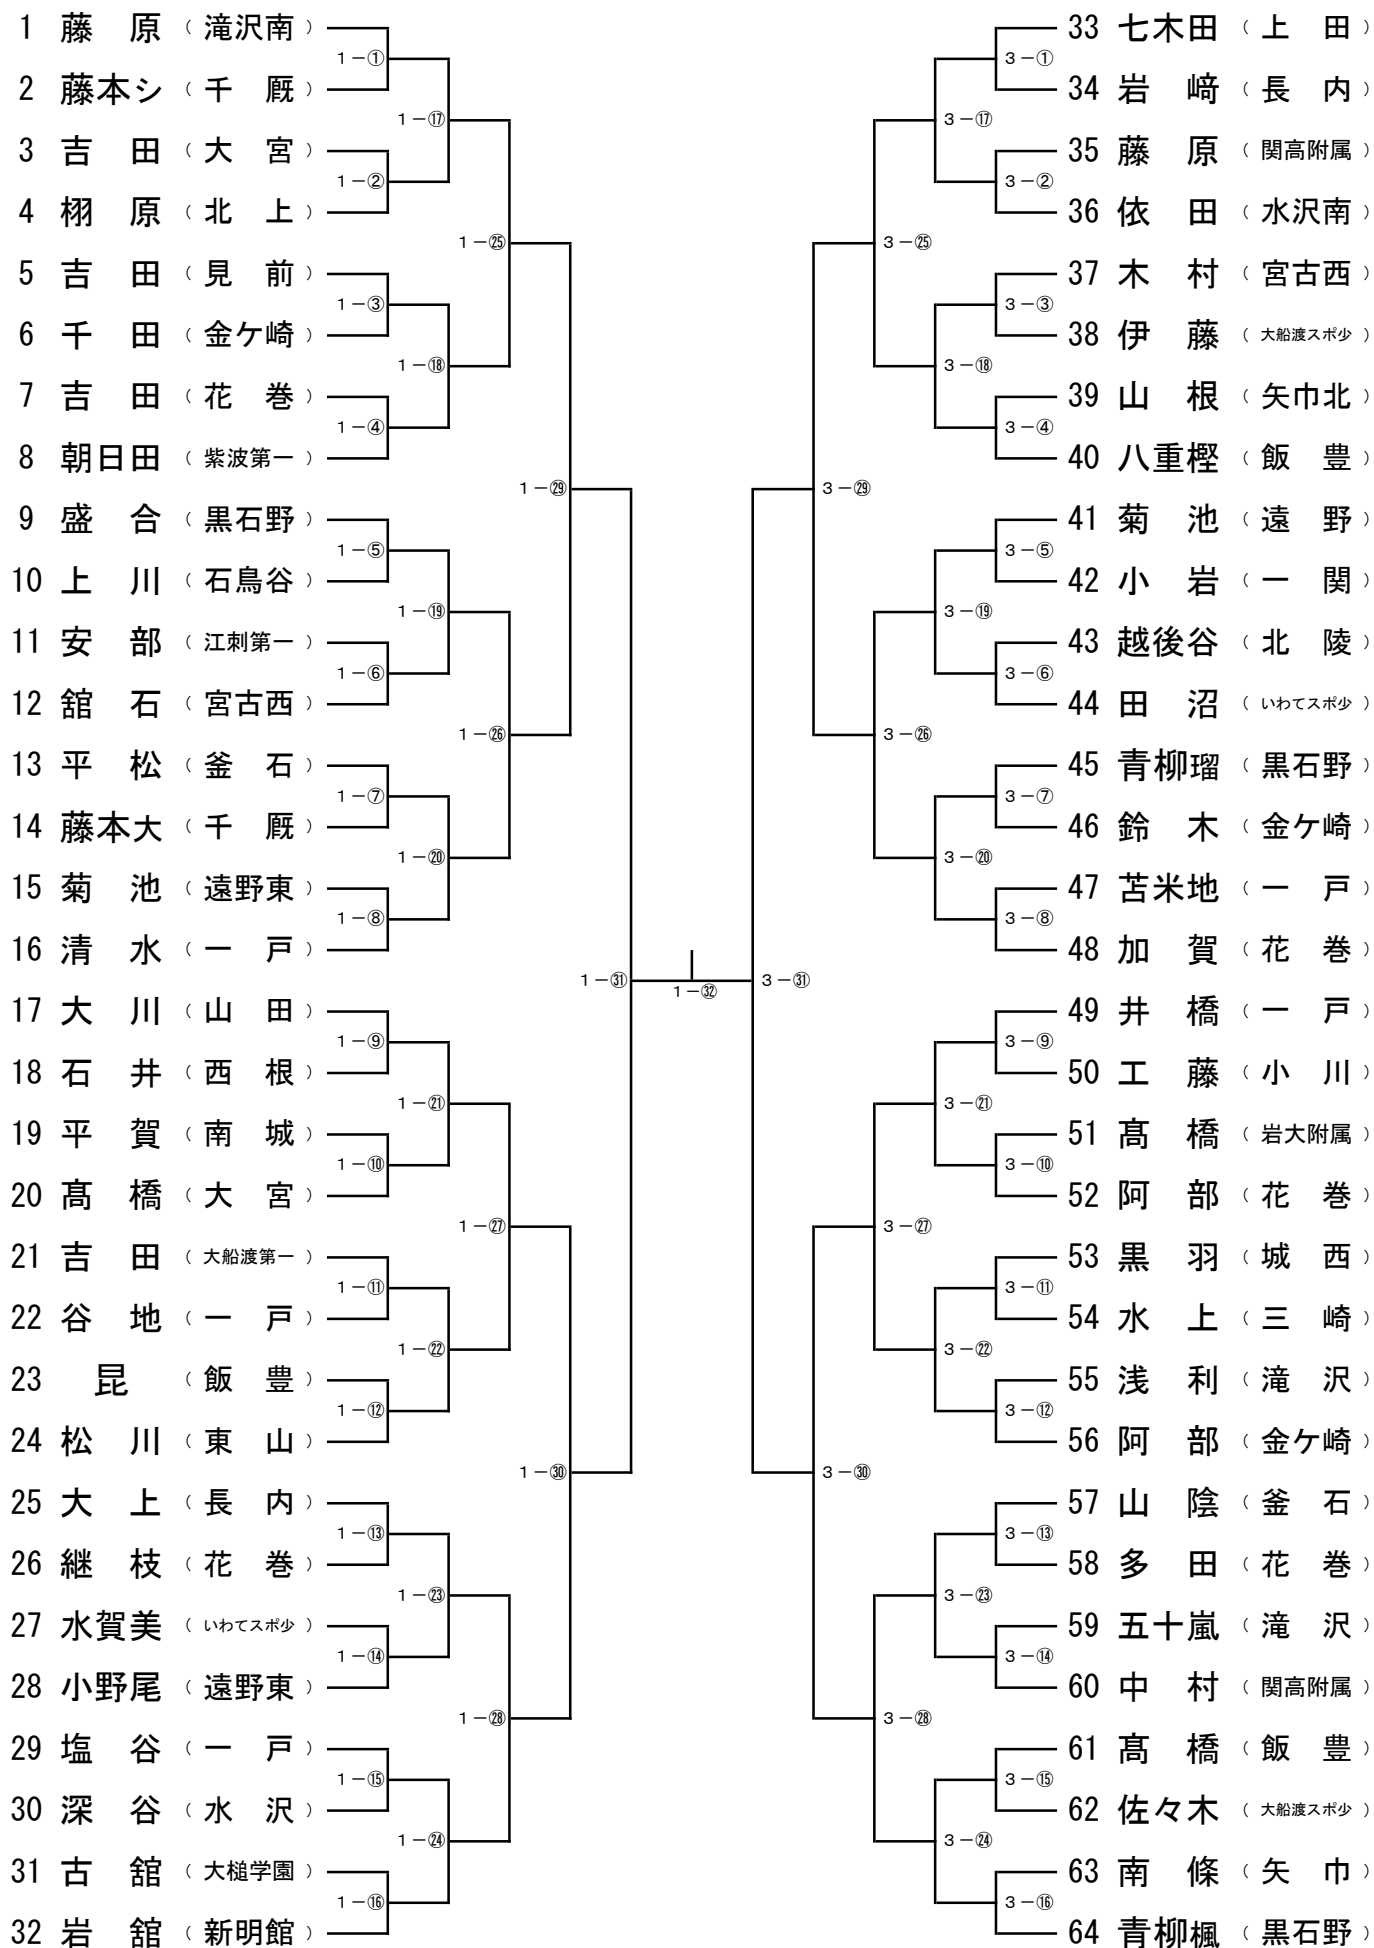 1 藤 原 （ 滝沢南 ）
1－①
2 藤本シ （ 千 厩 ）
1－⑰
3 吉 田 （ 大 宮 ）
1－②
4 栩 原 （ 北 上 ）
1－㉕
5 吉 田 （ 見 前 ）
1－③
6 千 田 （ 金ケ崎 ）
1－⑱
7 吉 田 （ 花 巻 ）
1－④
8 朝日田 （ 紫波第一 ）
1－㉙
9 盛 合 （ 黒石野 ）
1－⑤
10 上 川 （ 石鳥谷 ）
1－⑲
11 安 部 （ 江刺第一 ）
1－⑥
12 舘 石 （ 宮古西 ）
1－㉖
13 平 松 （ 釜 石 ）
1－⑦
14 藤本大 （ 千 厩 ）
1－⑳
15 菊 池 （ 遠野東 ）
1－⑧
16 清 水 （ 一 戸 ）
1－㉛
1－㉜
17 大 川 （ 山 田 ）
1－⑨
18 石 井 （ 西 根 ）
1－㉑
19 平 賀 （ 南 城 ）
1－⑩
20 髙 橋 （ 大 宮 ）
1－㉗
21 吉 田 （ 大船渡第一 ）
1－⑪
22 谷 地 （ 一 戸 ）
1－㉒
23 昆 （ 飯 豊 ）
1－⑫
24 松 川 （ 東 山 ）
1－㉚
25 大 上 （ 長 内 ）
1－⑬
26 継 枝 （ 花 巻 ）
1－㉓
27 水賀美 （ いわてスポ少 ）
1－⑭
28 小野尾 （ 遠野東 ）
1－㉘
29 塩 谷 （ 一 戸 ）
1－⑮
30 深 谷 （ 水 沢 ）
1－㉔
31 古 舘 （ 大槌学園 ）
1－⑯
32 岩 舘 （ 新明館 ）
33 七木田 （ 上 田 ）
3－①
34 岩 﨑 （ 長 内 ）
3－⑰
35 藤 原 （ 関高附属 ）
3－②
36 依 田 （ 水沢南 ）
3－㉕
37 木 村 （ 宮古西 ）
3－③
38 伊 藤 （ 大船渡スポ少 ）
3－⑱
39 山 根 （ 矢巾北 ）
3－④
40 八重樫 （ 飯 豊 ）
3－㉙
41 菊 池 （ 遠 野 ）
3－⑤
42 小 岩 （ 一 関 ）
3－⑲
43 越後谷 （ 北 陵 ）
3－⑥
44 田 沼 （ いわてスポ少 ）
3－㉖
45 青柳瑠 （ 黒石野 ）
3－⑦
46 鈴 木 （ 金ケ崎 ）
3－⑳
47 苫米地 （ 一 戸 ）
3－⑧
48 加 賀 （ 花 巻 ）
3－㉛
49 井 橋 （ 一 戸 ）
3－⑨
50 工 藤 （ 小 川 ）
3－㉑
51 髙 橋 （ 岩大附属 ）
3－⑩
52 阿 部 （ 花 巻 ）
3－㉗
53 黒 羽 （ 城 西 ）
3－⑪
54 水 上 （ 三 崎 ）
3－㉒
55 浅 利 （ 滝 沢 ）
3－⑫
56 阿 部 （ 金ケ崎 ）
3－㉚
57 山 陰 （ 釜 石 ）
3－⑬
58 多 田 （ 花 巻 ）
3－㉓
59 五十嵐 （ 滝 沢 ）
3－⑭
60 中 村 （ 関高附属 ）
3－㉘
61 髙 橋 （ 飯 豊 ）
3－⑮
62 佐々木 （ 大船渡スポ少 ）
3－㉔
63 南 條 （ 矢 巾 ）
3－⑯
64 青柳楓 （ 黒石野 ）